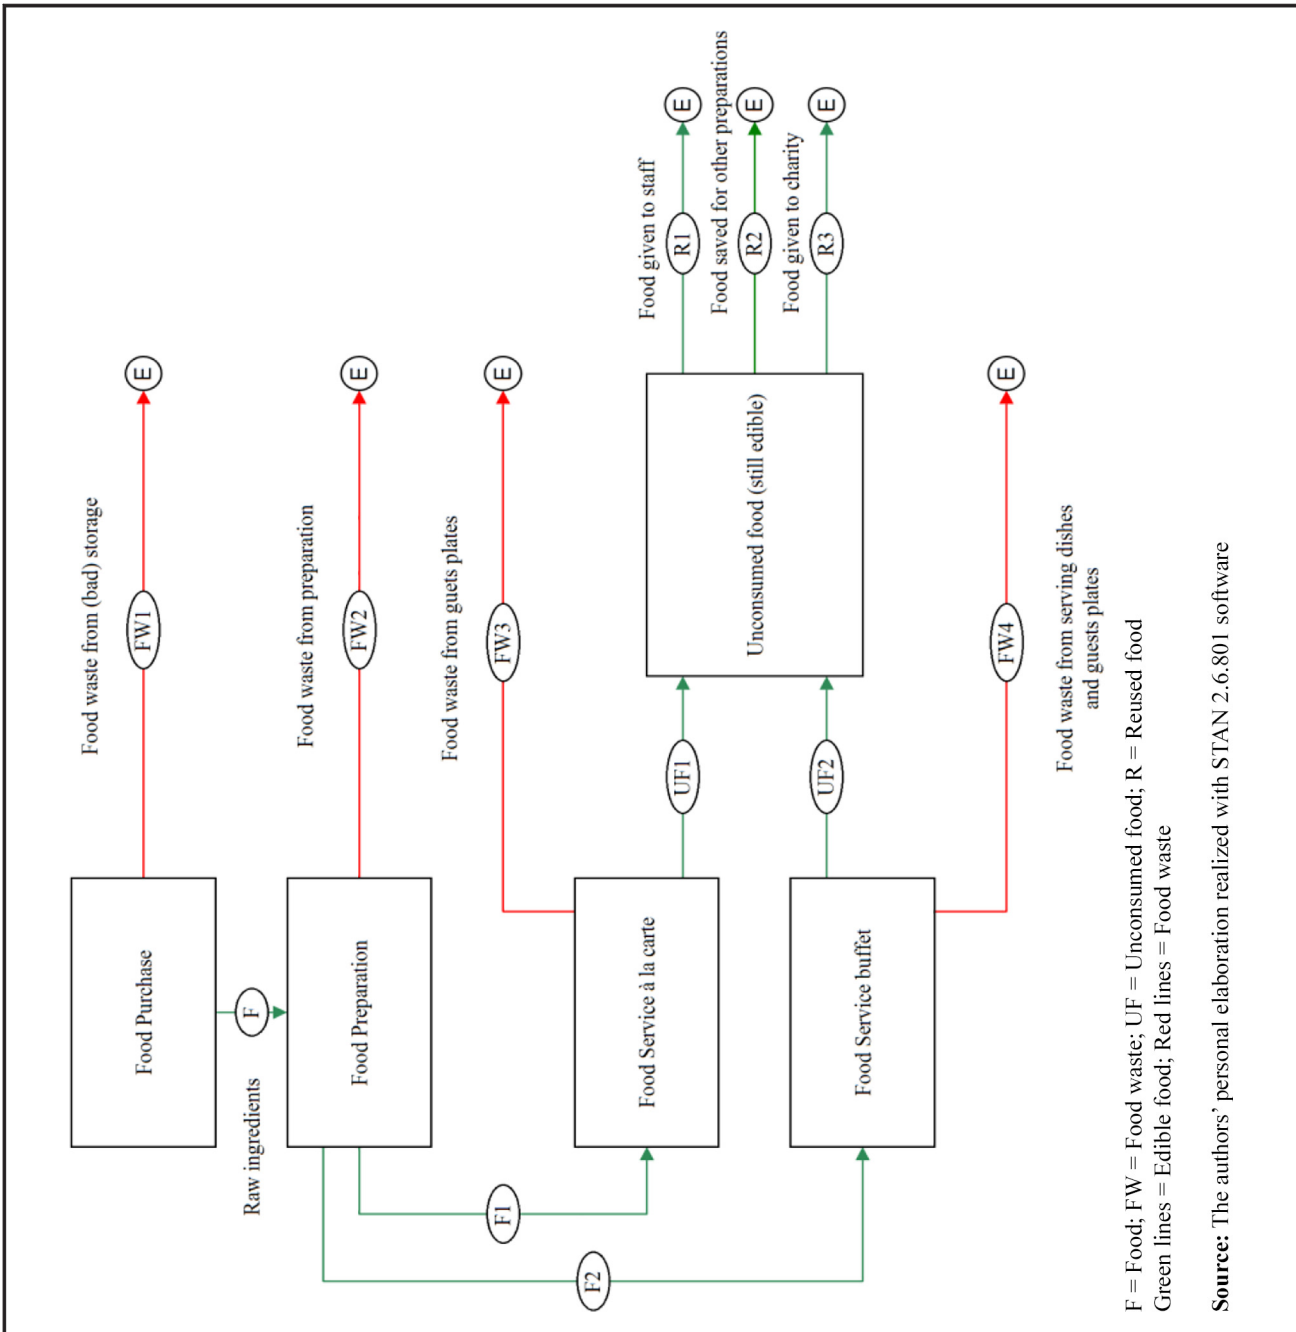 Food waste from (bad) storage
Food Purchase
FW1
E
F
Raw ingredients
Food waste from preparation
Food Preparation
FW2
E
F1
F2
Food waste from guets plates
FW3
E
Food Service à la carte
UF1
Food Service buffet
UF2
Unconsumed food (still edible)
Food given to staff
R1
E
Food saved for other preparations
R2
E
Food given to charity
R3
E
FW4
E
Food waste from serving dishes
and guests plates
F = Food; FW = Food waste; UF = Unconsumed food; R = Reused food
Green lines = Edible food; Red lines = Food waste
Source: The authors’ personal elaboration realized with STAN 2.6.801 software